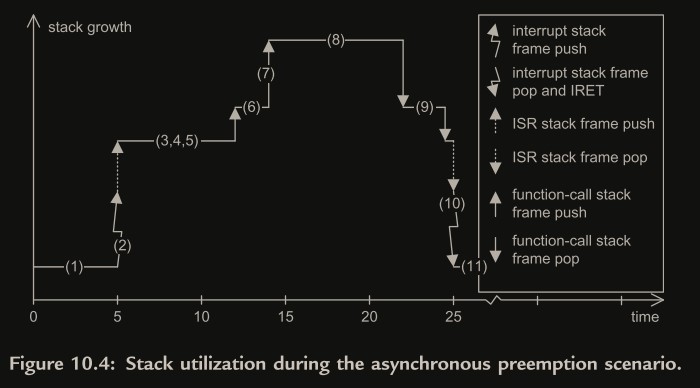 stack growth
(8)
(7)
(6)
(9)
(3,4,5)
(10)
(2)
(1)
(11)
interrupt stack
frame push
interrupt stack frame
pop and IRET
ISR stack frame push
ISR stack frame pop
function-call stack
frame push
function-call stack
frame pop
0 5 10 15 20 25 time
Figure 10.4: Stack utilization during the asynchronous preemption scenario.